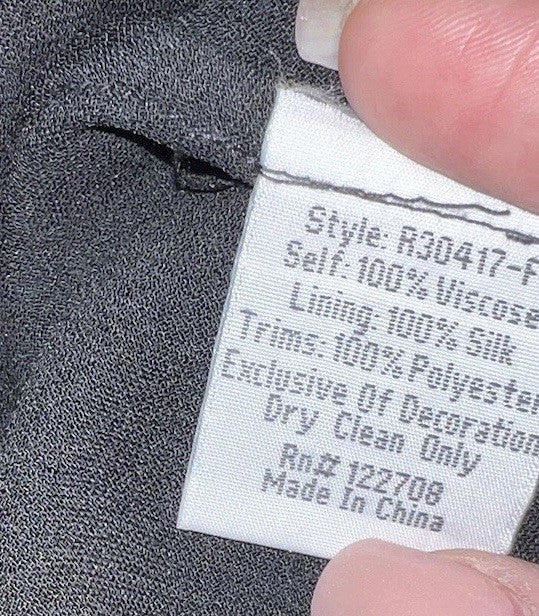 Style: R30417-F
Self: 100% Viscose
Lining: 100% Silk
Trims: 100% Polyester
Exclusive Of Decoration
Dry Clean Only
Rn# 122708
Made In China